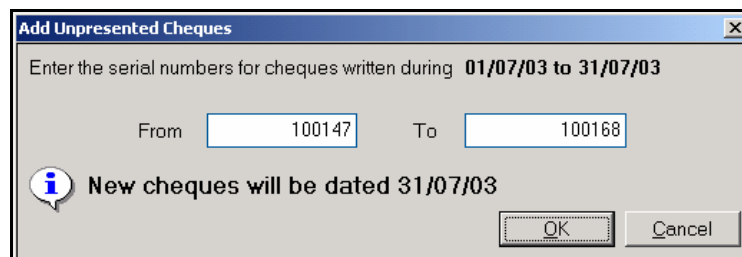 Add Unpresented Cheques
Enter the serial numbers for cheques written during 01/07/03 to 31/07/03
From 100147 To 100168
New cheques will be dated 31/07/03
OK Cancel